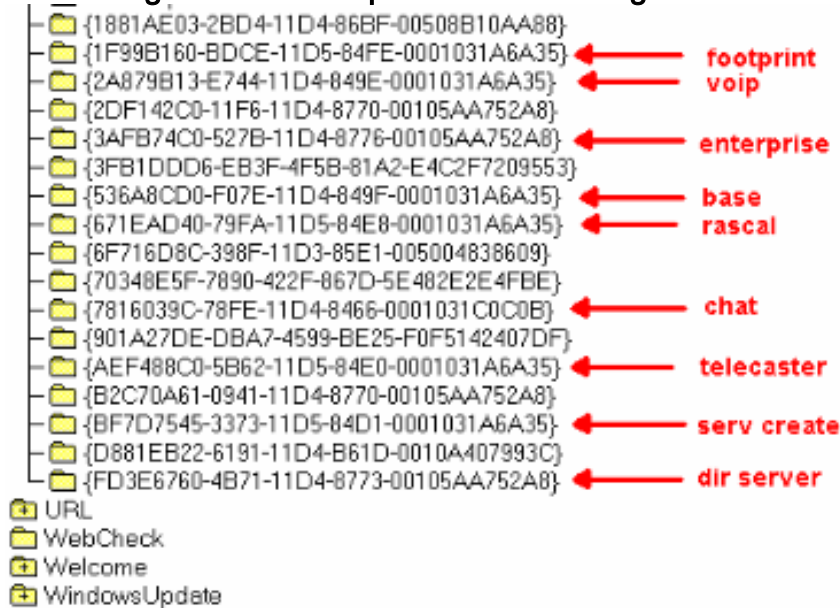 {1881AE03-2BD4-11D4-86BF-00508B10AA88}
{1F99B160-BDCE-11D5-84FE-0001031A6A35} footprint
{2A879B13-E744-11D4-849E-0001031A6A35} voip
{2DF142C0-11F6-11D4-8770-00105AA752A8}
{3AFB74C0-527B-11D4-8776-00105AA752A8} enterprise
{3FB1DDD6-EB3F-4F5B-81A2-E4C2F7209553}
{536A8CD0-F07E-11D4-849F-0001031A6A35} base
{671EAD40-79FA-11D5-84E8-0001031A6A35} rascal
{6F716D8C-398F-11D3-85E1-005004838609}
{70348E5F-7890-422F-867D-5E482E2E4FBE}
{7816039C-78FE-11D4-8466-0001031C0C0B} chat
{901A27DE-DBA7-4599-BE25-F0F5142407DF}
{AEF488C0-5B62-11D5-84E0-0001031A6A35} telecaster
{B2C70A61-0941-11D4-8770-00105AA752A8}
{BF7D7545-3373-11D5-84D1-0001031A6A35} serv create
{D881EB22-6191-11D4-B61D-0010A407993C}
{FD3E6760-4B71-11D4-8773-00105AA752A8} dir server
URL
WebCheck
Welcome
WindowsUpdate